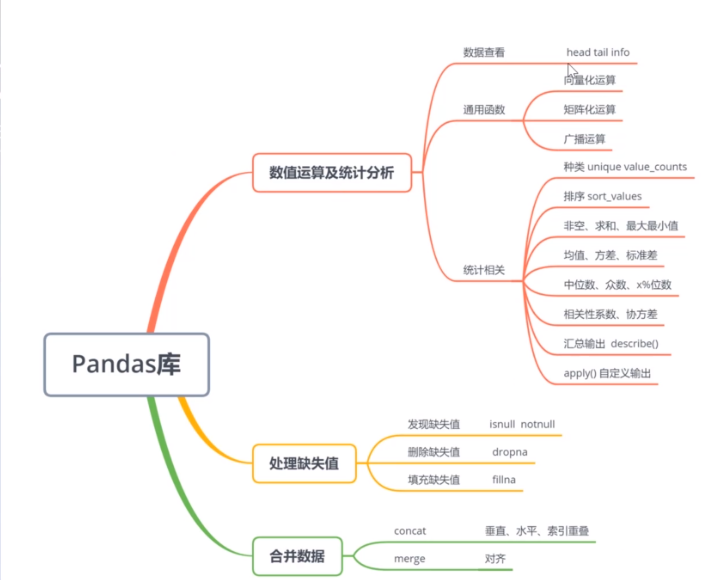 数据查看 head tail info
向量化运算
通用函数 矩阵化运算
广播运算
数值运算及统计分析
种类 unique value_counts
排序 sort_values
非空、求和、最大最小值
均值、方差、标准差
统计相关
中位数、众数、x%位数
相关性系数、协方差
汇总输出 describe()
apply() 自定义输出
Pandas库
发现缺失值 isnull notnull
处理缺失值
删除缺失值 dropna
填充缺失值 fillna
concat 垂直、水平、索引重叠
合并数据
merge 对齐